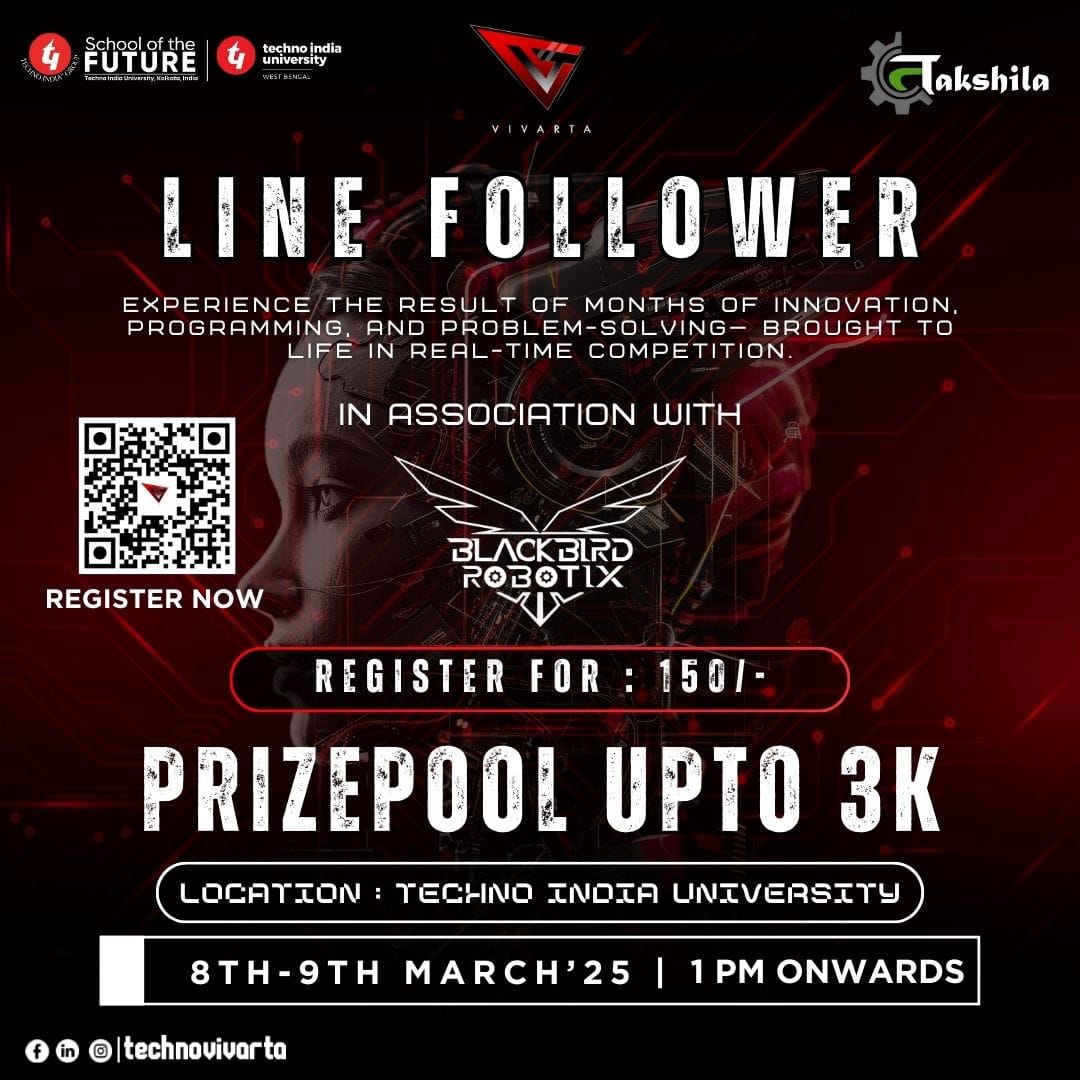 School of the
FUTURE
Techno India University, Kolkata, India
TECHNO INDIA GROUP
techno india
university
WEST BENGAL
VIVARTA
Takshila
LINE FOLLOWER
EXPERIENCE THE RESULT OF MONTHS OF INNOVATION,
PROGRAMMING, AND PROBLEM-SOLVING— BROUGHT TO
LIFE IN REAL-TIME COMPETITION.
IN ASSOCIATION WITH
BLACKB1RD
ROBOT1X
REGISTER NOW
REGISTER FOR : 150/-
PRIZEPOOL UPTO 3K
LOCATION : TECHNO INDIA UNIVERSITY
8TH-9TH MARCH'25 | 1 PM ONWARDS
technovivarta